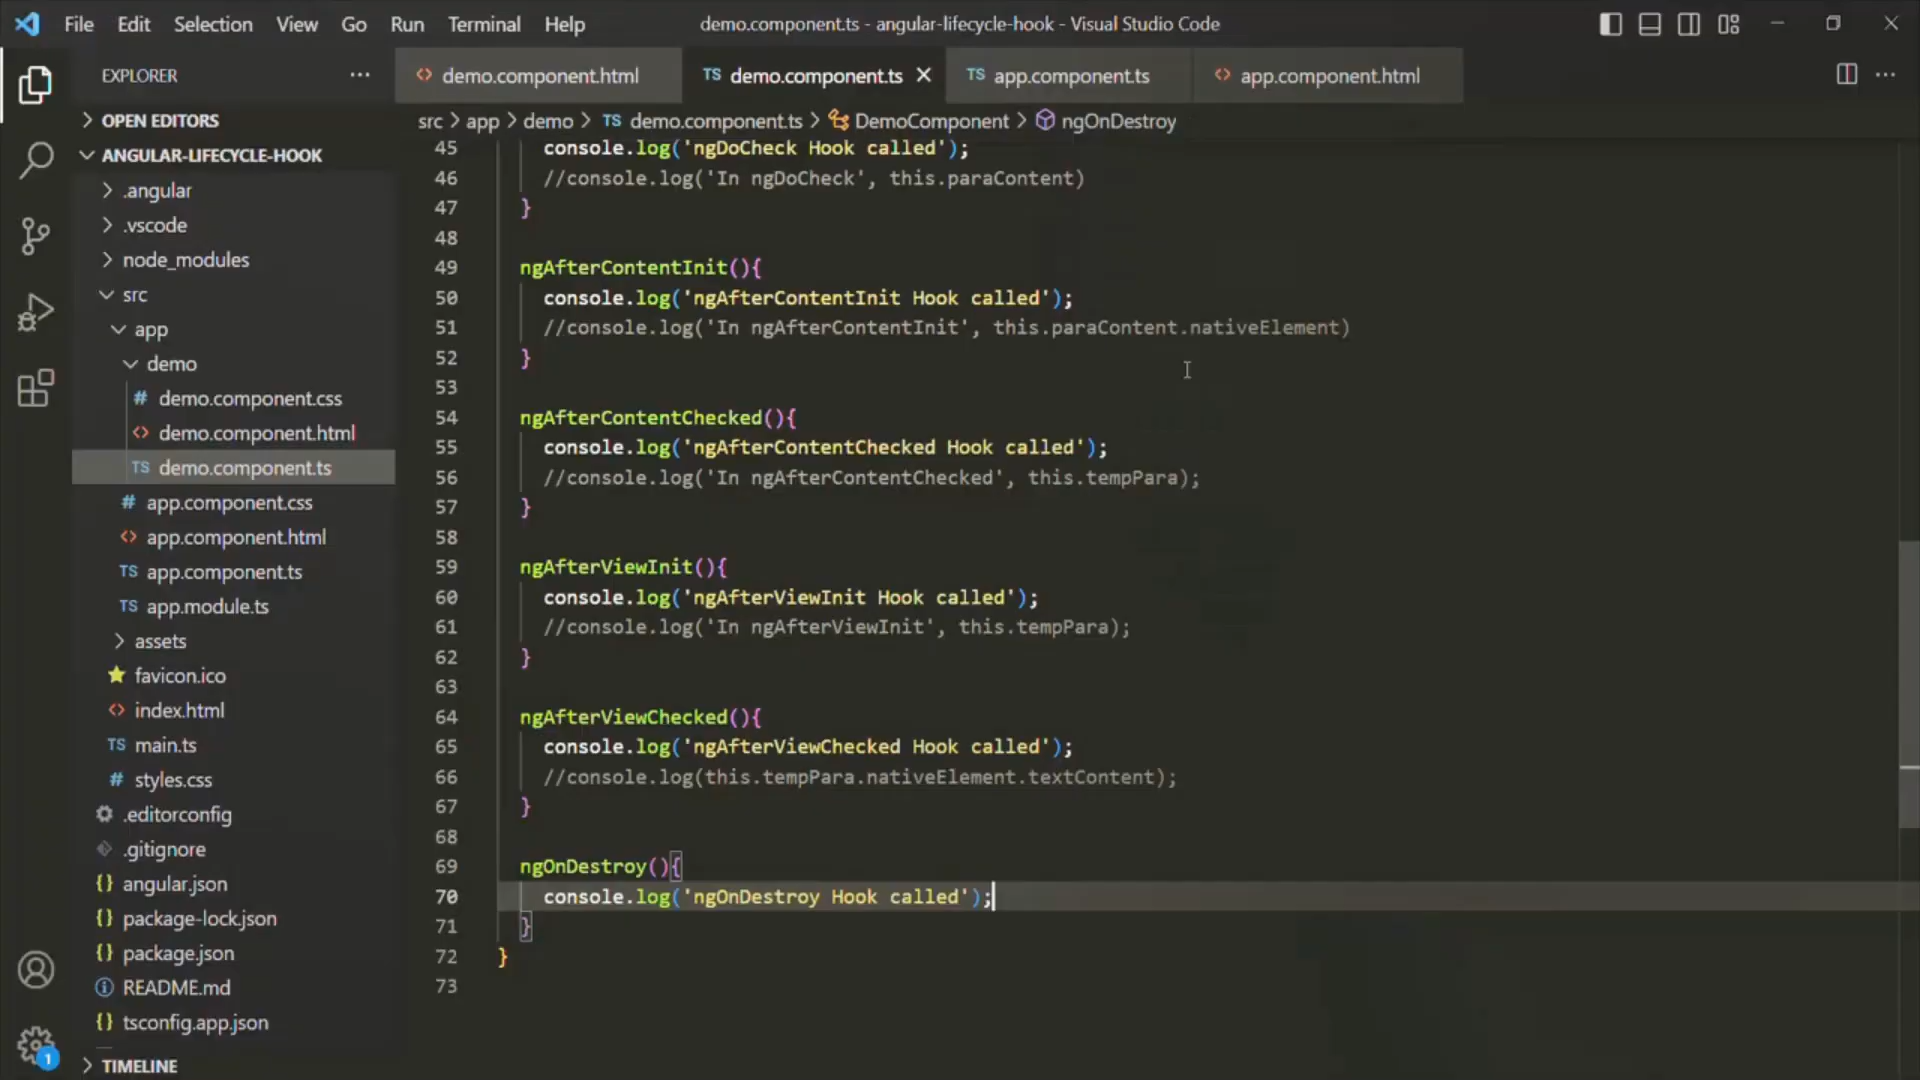 File Edit Selection View Go Run Terminal Help demo.component.ts - angular-lifecycle-hook - Visual Studio Code
EXPLORER
OPEN EDITORS
ANGULAR-LIFECYCLE-HOOK
.angular
.vscode
node_modules
src
app
demo
# demo.component.css
<> demo.component.html
TS demo.component.ts
# app.component.css
<> app.component.html
TS app.component.ts
TS app.module.ts
assets
favicon.ico
<> index.html
TS main.ts
# styles.css
.editorconfig
.gitignore
{} angular.json
{} package-lock.json
{} package.json
README.md
{} tsconfig.app.json
TIMELINE
1
<> demo.component.html TS demo.component.ts TS app.component.ts <> app.component.html
src > app > demo > TS demo.component.ts > DemoComponent > ngOnDestroy
45 console.log('ngDoCheck Hook called');
46 //console.log('In ngDoCheck', this.paraContent)
47 }
48
49 ngAfterContentInit(){
50 console.log('ngAfterContentInit Hook called');
51 //console.log('In ngAfterContentInit', this.paraContent.nativeElement)
52 }
53
54 ngAfterContentChecked(){
55 console.log('ngAfterContentChecked Hook called');
56 //console.log('In ngAfterContentChecked', this.tempPara);
57 }
58
59 ngAfterViewInit(){
60 console.log('ngAfterViewInit Hook called');
61 //console.log('In ngAfterViewInit', this.tempPara);
62 }
63
64 ngAfterViewChecked(){
65 console.log('ngAfterViewChecked Hook called');
66 //console.log(this.tempPara.nativeElement.textContent);
67 }
68
69 ngOnDestroy(){
70 console.log('ngOnDestroy Hook called');
71 }
72 }
73